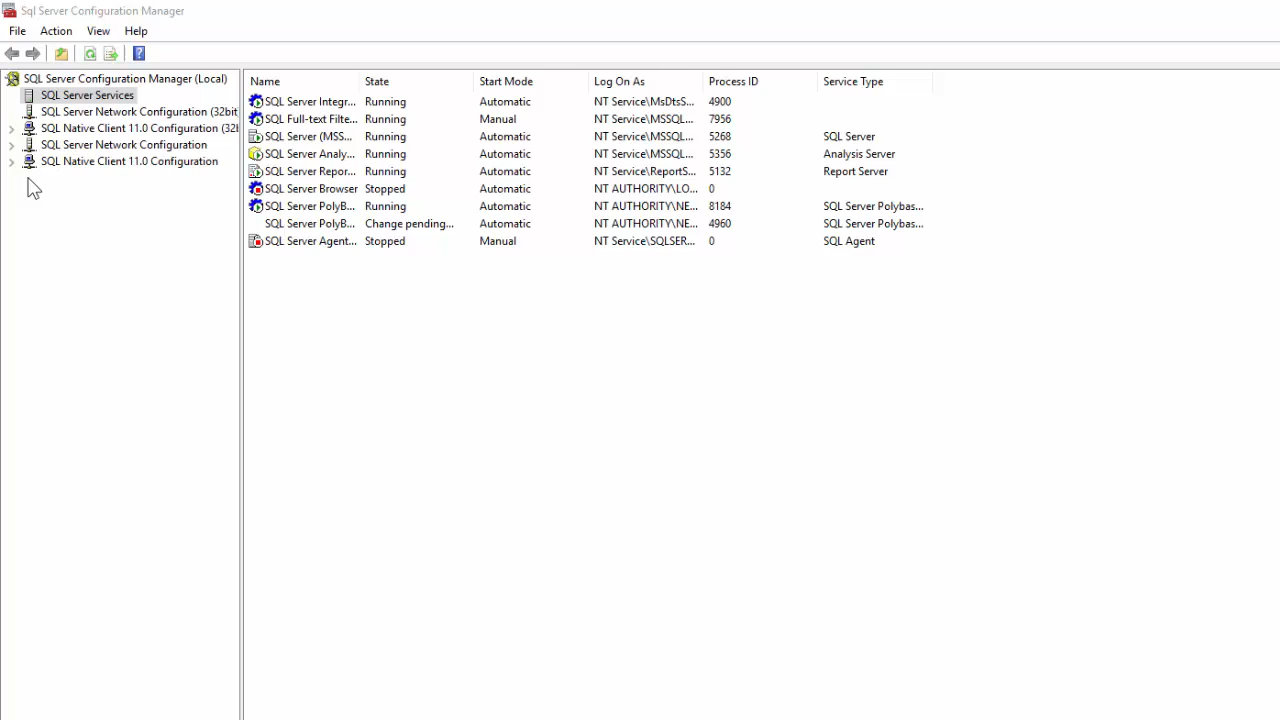 Sql Server Configuration Manager
File Action View Help
SQL Server Configuration Manager (Local)
SQL Server Services
SQL Server Network Configuration (32bit
SQL Native Client 11.0 Configuration (32l
SQL Server Network Configuration
SQL Native Client 11.0 Configuration
Name State Start Mode Log On As Process ID Service Type
SQL Server Integr... Running Automatic NT Service\MsDtsS... 4900
SQL Full-text Filte... Running Manual NT Service\MSSQL... 7956
SQL Server (MSS... Running Automatic NT Service\MSSQL... 5268 SQL Server
SQL Server Analy... Running Automatic NT Service\MSSQL... 5356 Analysis Server
SQL Server Repor... Running Automatic NT Service\ReportS... 5132 Report Server
SQL Server Browser Stopped Automatic NT AUTHORITY\LO... 0
SQL Server PolyB... Running Automatic NT AUTHORITY\NE... 8184 SQL Server Polybas...
SQL Server PolyB... Change pending... Automatic NT AUTHORITY\NE... 4960 SQL Server Polybas...
SQL Server Agent... Stopped Manual NT Service\SQLSER... 0 SQL Agent